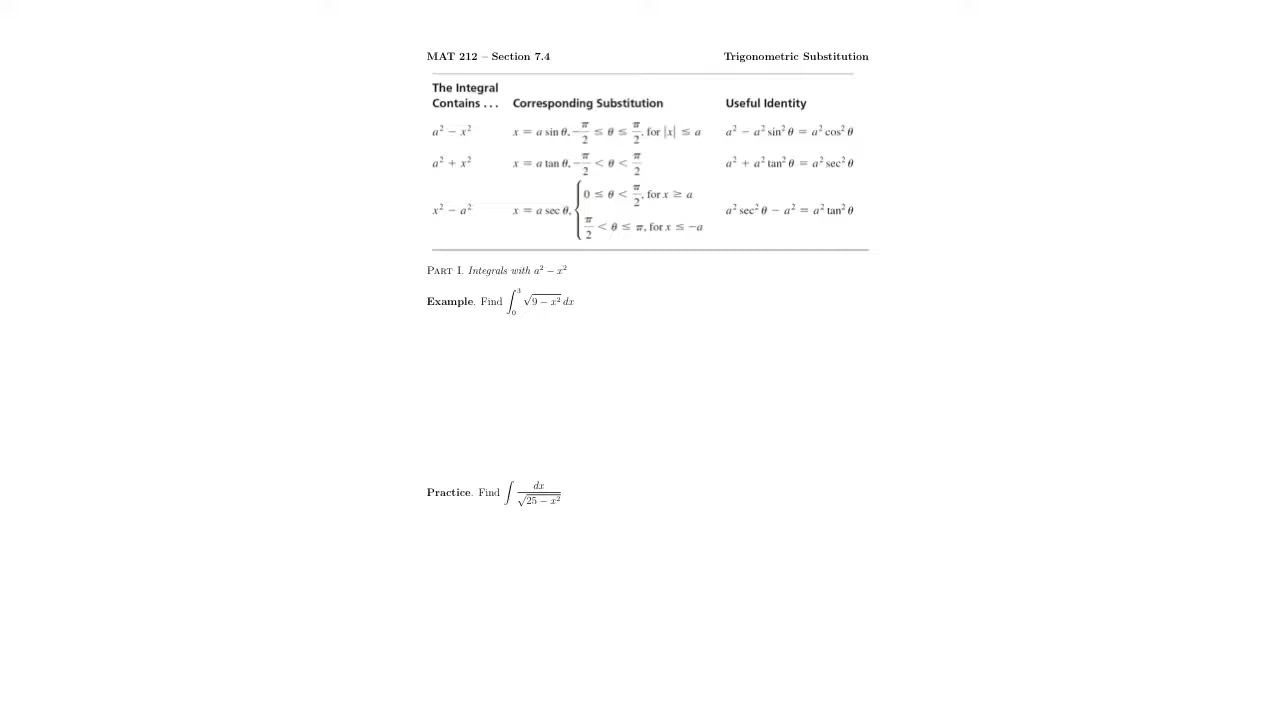 MAT 212 – Section 7.4 Trigonometric Substitution
The Integral
Contains . . . Corresponding Substitution Useful Identity
a² − x² x = a sin θ, −π/2 ≤ θ ≤ π/2, for |x| ≤ a a² − a² sin² θ = a² cos² θ
a² + x² x = a tan θ, −π/2 < θ < π/2 a² + a² tan² θ = a² sec² θ
x² − a² x = a sec θ, { 0 ≤ θ < π/2, for x ≥ a
π/2 < θ ≤ π, for x ≤ −a a² sec² θ − a² = a² tan² θ
Part I. Integrals with a² − x²
Example. Find ∫₀³ √(9 − x²) dx
Practice. Find ∫ dx/√(25 − x²)